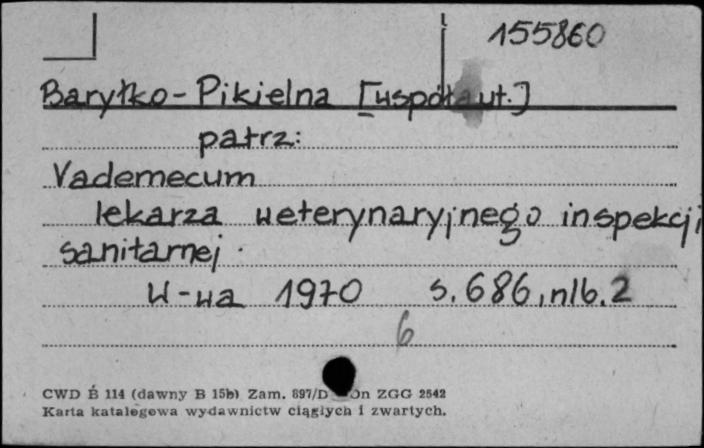 155860
Baryłko-Pikielna [współaut.]
patrz:
Vademecum
lekarza weterynaryjnego inspekcji
sanitarnej.
W-wa 1970 s. 686, nlb. 2
6
CWD B 114 (dawny B 15b) Zam. 897/D ZGG 2542
Karta katalogowa wydawnictw ciągłych i zwartych.